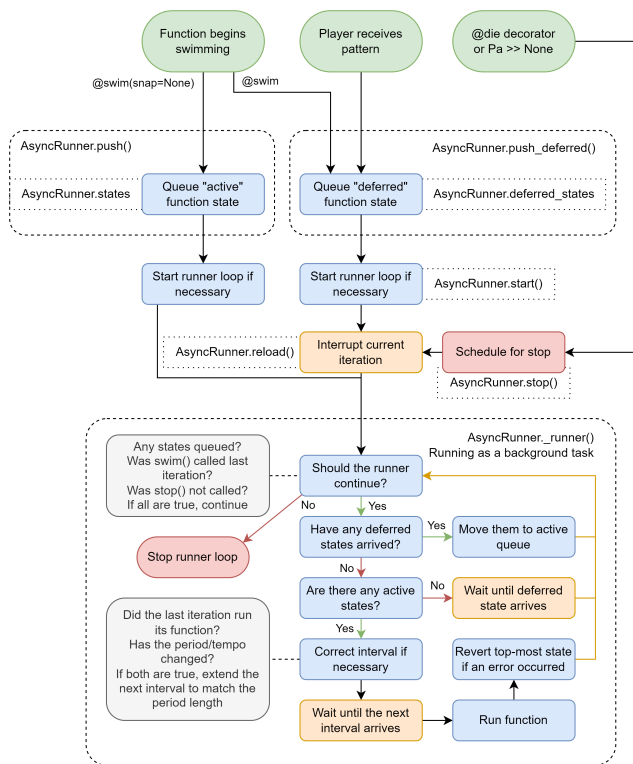 Function begins
swimming
Player receives
pattern
@die decorator
or Pa >> None
@swim(snap=None)
@swim
AsyncRunner.push()
AsyncRunner.push_deferred()
AsyncRunner.states
Queue "active"
function state
Queue "deferred"
function state
AsyncRunner.deferred_states
Start runner loop if
necessary
Start runner loop if
necessary
AsyncRunner.start()
AsyncRunner.reload()
Interrupt current
iteration
Schedule for stop
AsyncRunner.stop()
AsyncRunner._runner()
Running as a background task
Any states queued?
Was swim() called last
iteration?
Was stop() not called?
If all are true, continue
Should the runner
continue?
No
Yes
Stop runner loop
Have any deferred
states arrived?
Yes
Move them to active
queue
No
Are there any active
states?
No
Wait until deferred
state arrives
Yes
Did the last iteration run
its function?
Has the period/tempo
changed?
If both are true, extend the
next interval to match the
period length
Correct interval if
necessary
Revert top-most state
if an error occurred
Wait until the next
interval arrives
Run function